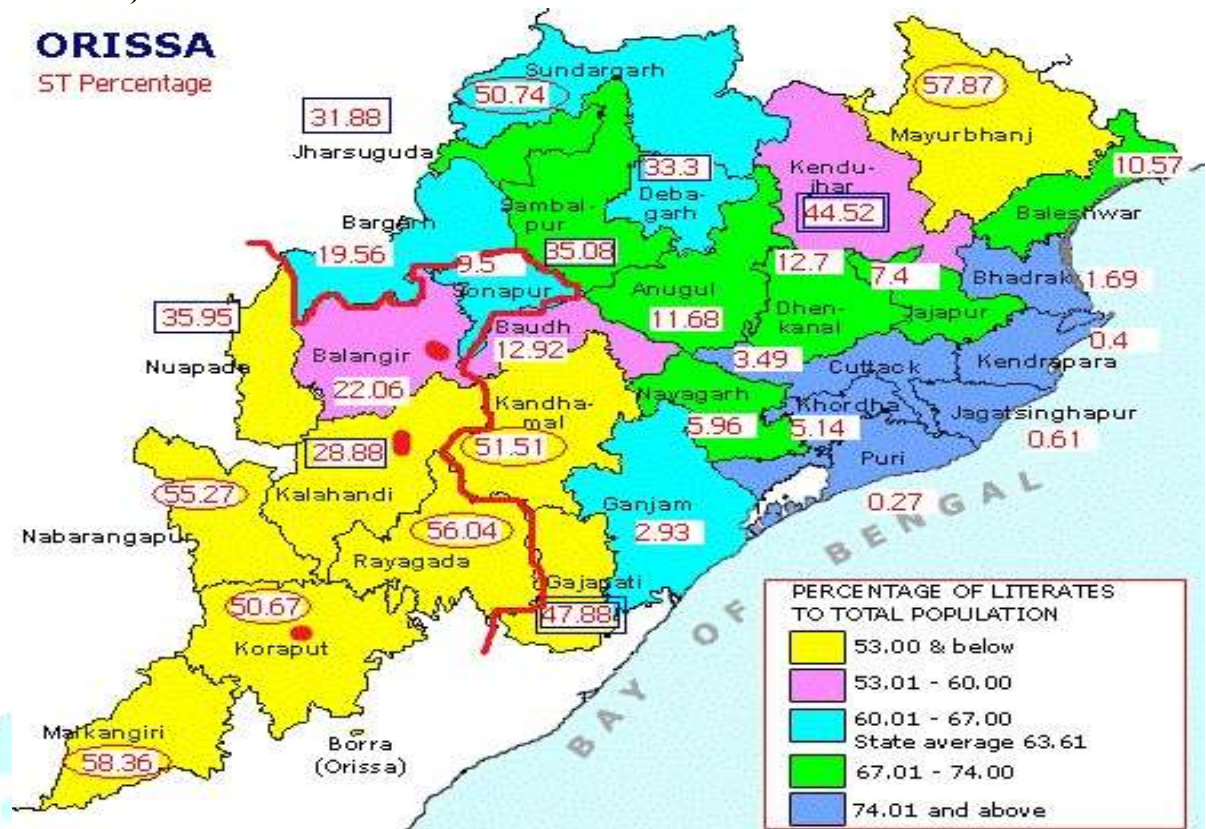 ORISSA
ST Percentage
Sundargarh
50.74
57.87
Mayurbhanj
31.88
Jharsuguda
33.3
Deba-
garh
Kendu-
jhar
44.52
10.57
Baleshwar
Sambal-
pur
35.08
Bargarh
19.56
9.5
Sonapur
12.7
7.4
Bhadrak
1.69
Anugul
11.68
Dhen-
kanal
Jajapur
35.95
Nuapada
Balangir
22.06
Baudh
12.92
3.49
Cuttack
0.4
Kendrapara
Nayagarh
5.96
Khordha
5.14
Jagatsinghapur
0.61
Kandha-
mal
51.51
Puri
0.27
28.88
Kalahandi
55.27
Nabarangapur
56.04
Rayagada
Ganjam
2.93
Gajapati
47.88
50.67
Koraput
Malkangiri
58.36
Borra
(Orissa)
BAY OF BENGAL
PERCENTAGE OF LITERATES
TO TOTAL POPULATION
53.00 & below
53.01 - 60.00
60.01 - 67.00
State average 63.61
67.01 - 74.00
74.01 and above